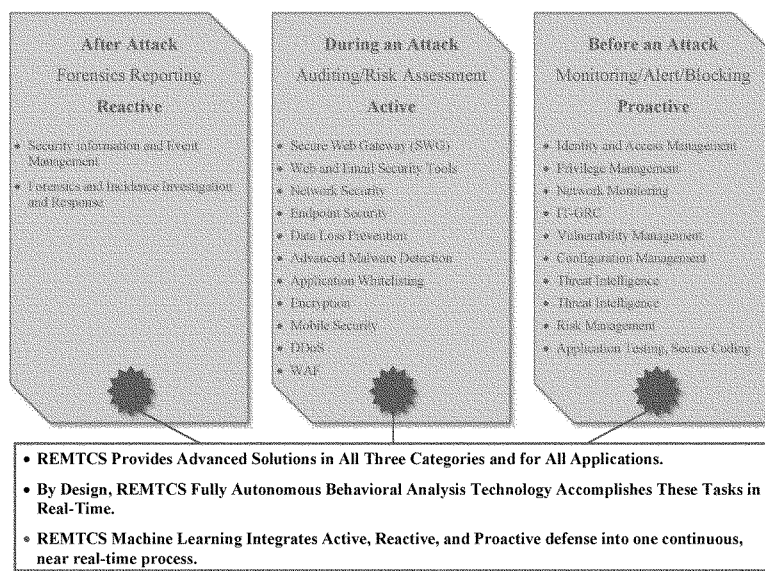 After Attack
Forensics Reporting
Reactive
• Security information and Event
Management
• Forensics and Incidence Investigation
and Response
During an Attack
Auditing/Risk Assessment
Active
• Secure Web Gateway (SWG)
• Web and Email Security Tools
• Network Security
• Endpoint Security
• Data Loss Prevention
• Advanced Malware Detection
• Application Whitelisting
• Encryption
• Mobile Security
• DDoS
• WAF
Before an Attack
Monitoring/Alert/Blocking
Proactive
• Identity and Access Management
• Privilege Management
• Network Monitoring
• IT-GRC
• Vulnerability Management
• Configuration Management
• Threat Intelligence
• Threat Intelligence
• Risk Management
• Application Testing, Secure Coding
• REMTCS Provides Advanced Solutions in All Three Categories and for All Applications.
• By Design, REMTCS Fully Autonomous Behavioral Analysis Technology Accomplishes These Tasks in
Real-Time.
• REMTCS Machine Learning Integrates Active, Reactive, and Proactive defense into one continuous,
near real-time process.